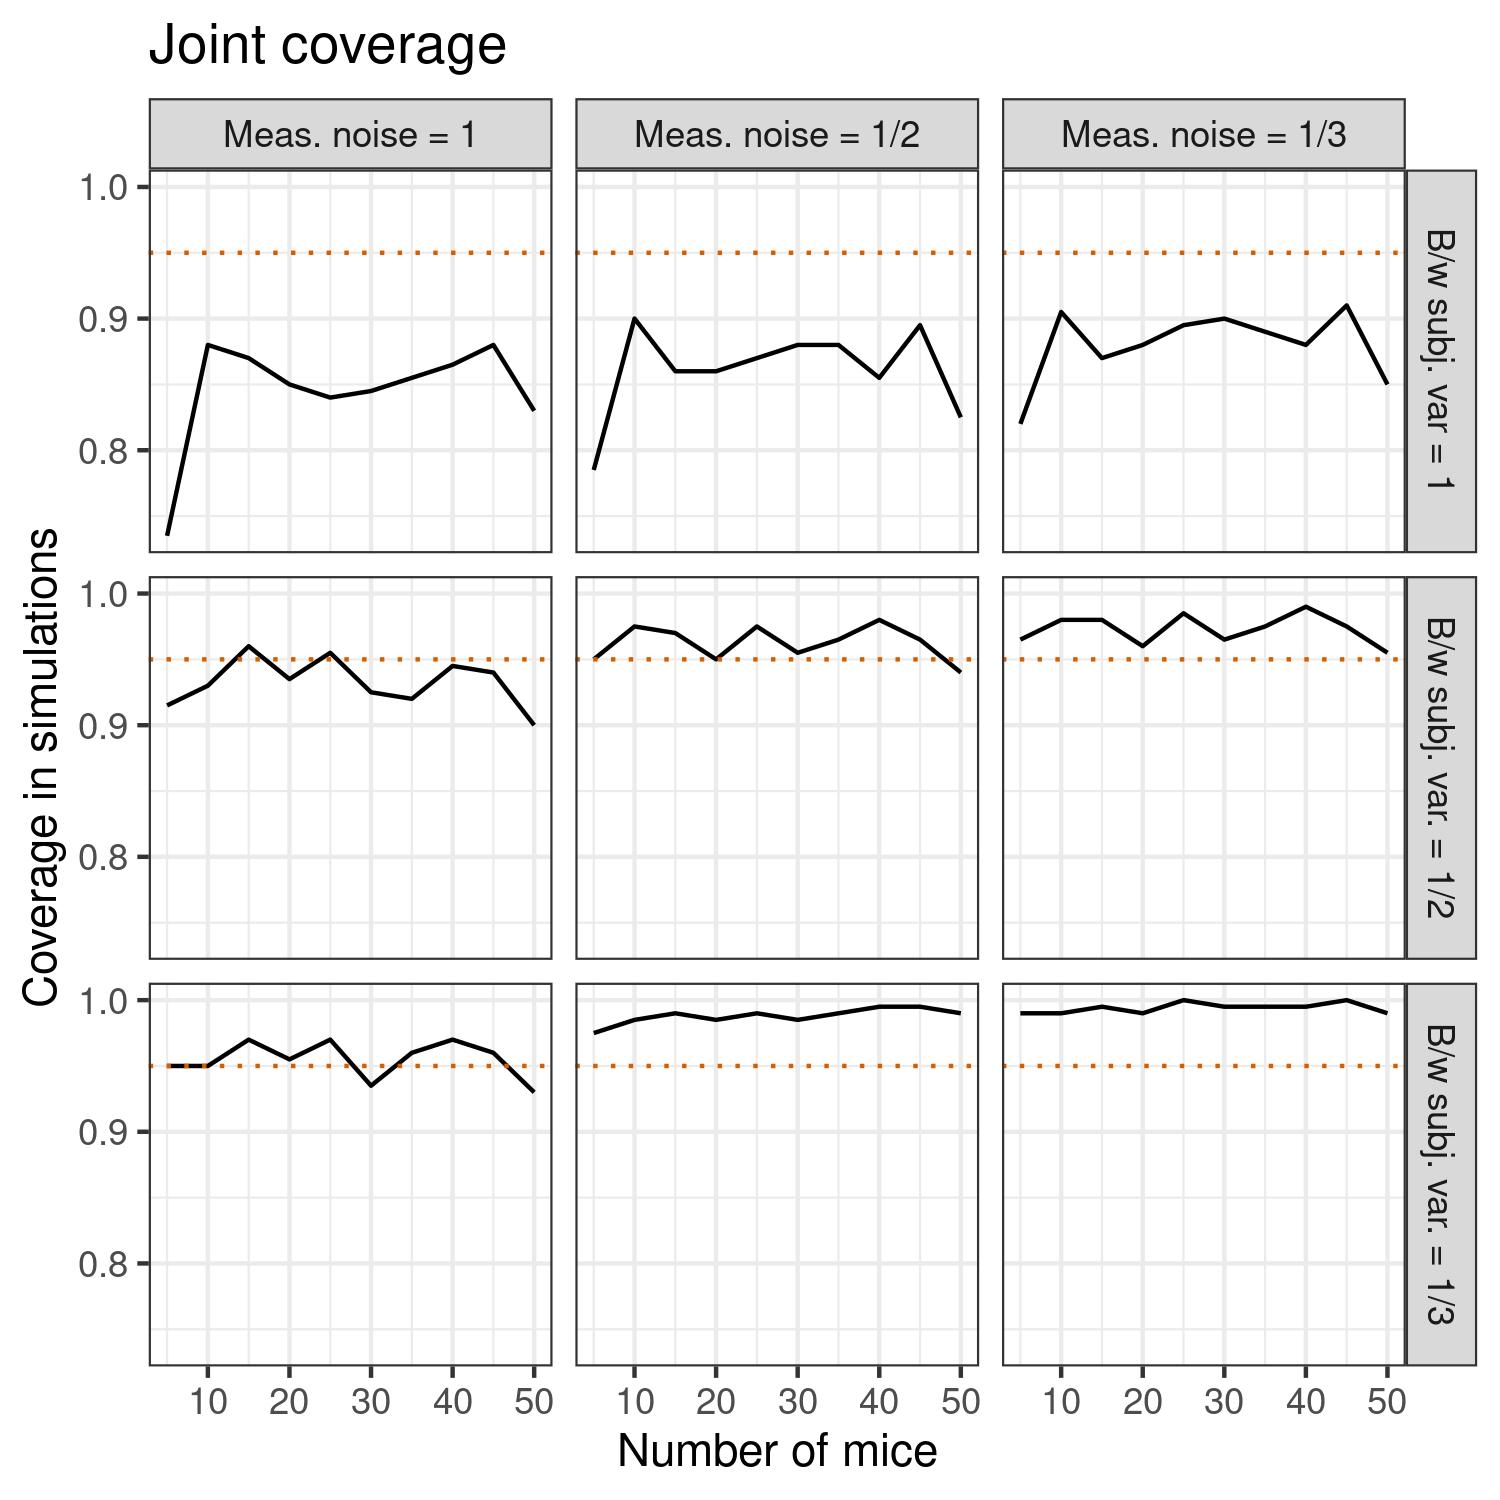 Joint coverage
Meas. noise = 1
Meas. noise = 1/2
Meas. noise = 1/3
1.0
0.9
0.8
B/w subj. var = 1
Coverage in simulations
1.0
0.9
0.8
B/w subj. var. = 1/2
1.0
0.9
0.8
B/w subj. var. = 1/3
10 20 30 40 50
10 20 30 40 50
10 20 30 40 50
Number of mice